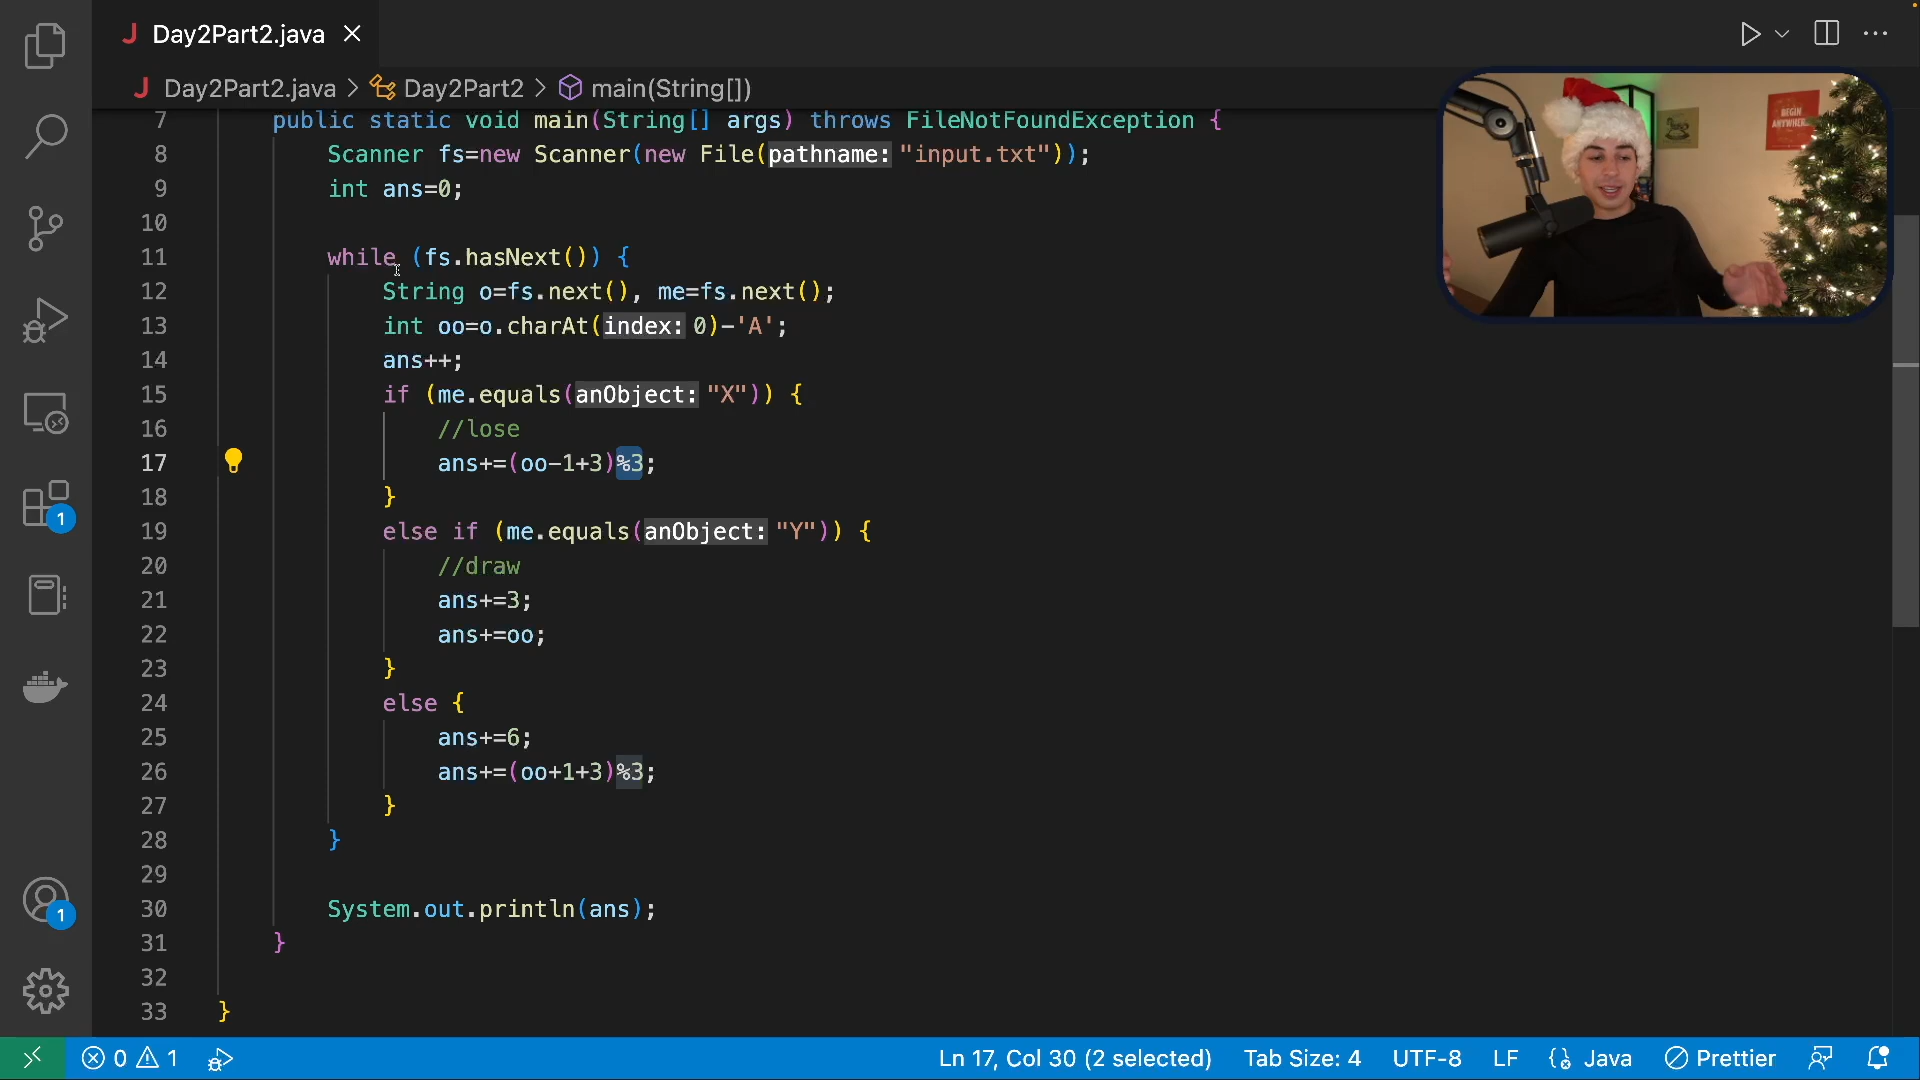 Day2Part2.java
Day2Part2.java > Day2Part2 > main(String[])
7 public static void main(String[] args) throws FileNotFoundException {
8 Scanner fs=new Scanner(new File(pathname: "input.txt"));
9 int ans=0;
10
11 while (fs.hasNext()) {
12 String o=fs.next(), me=fs.next();
13 int oo=o.charAt(index: 0)-'A';
14 ans++;
15 if (me.equals(anObject: "X")) {
16 //lose
17 ans+=(oo-1+3)%3;
18 }
19 else if (me.equals(anObject: "Y")) {
20 //draw
21 ans+=3;
22 ans+=oo;
23 }
24 else {
25 ans+=6;
26 ans+=(oo+1+3)%3;
27 }
28 }
29
30 System.out.println(ans);
31 }
32
33 }
BEGIN
ANYWHERE
1
1
0 1 Ln 17, Col 30 (2 selected) Tab Size: 4 UTF-8 LF {} Java Prettier